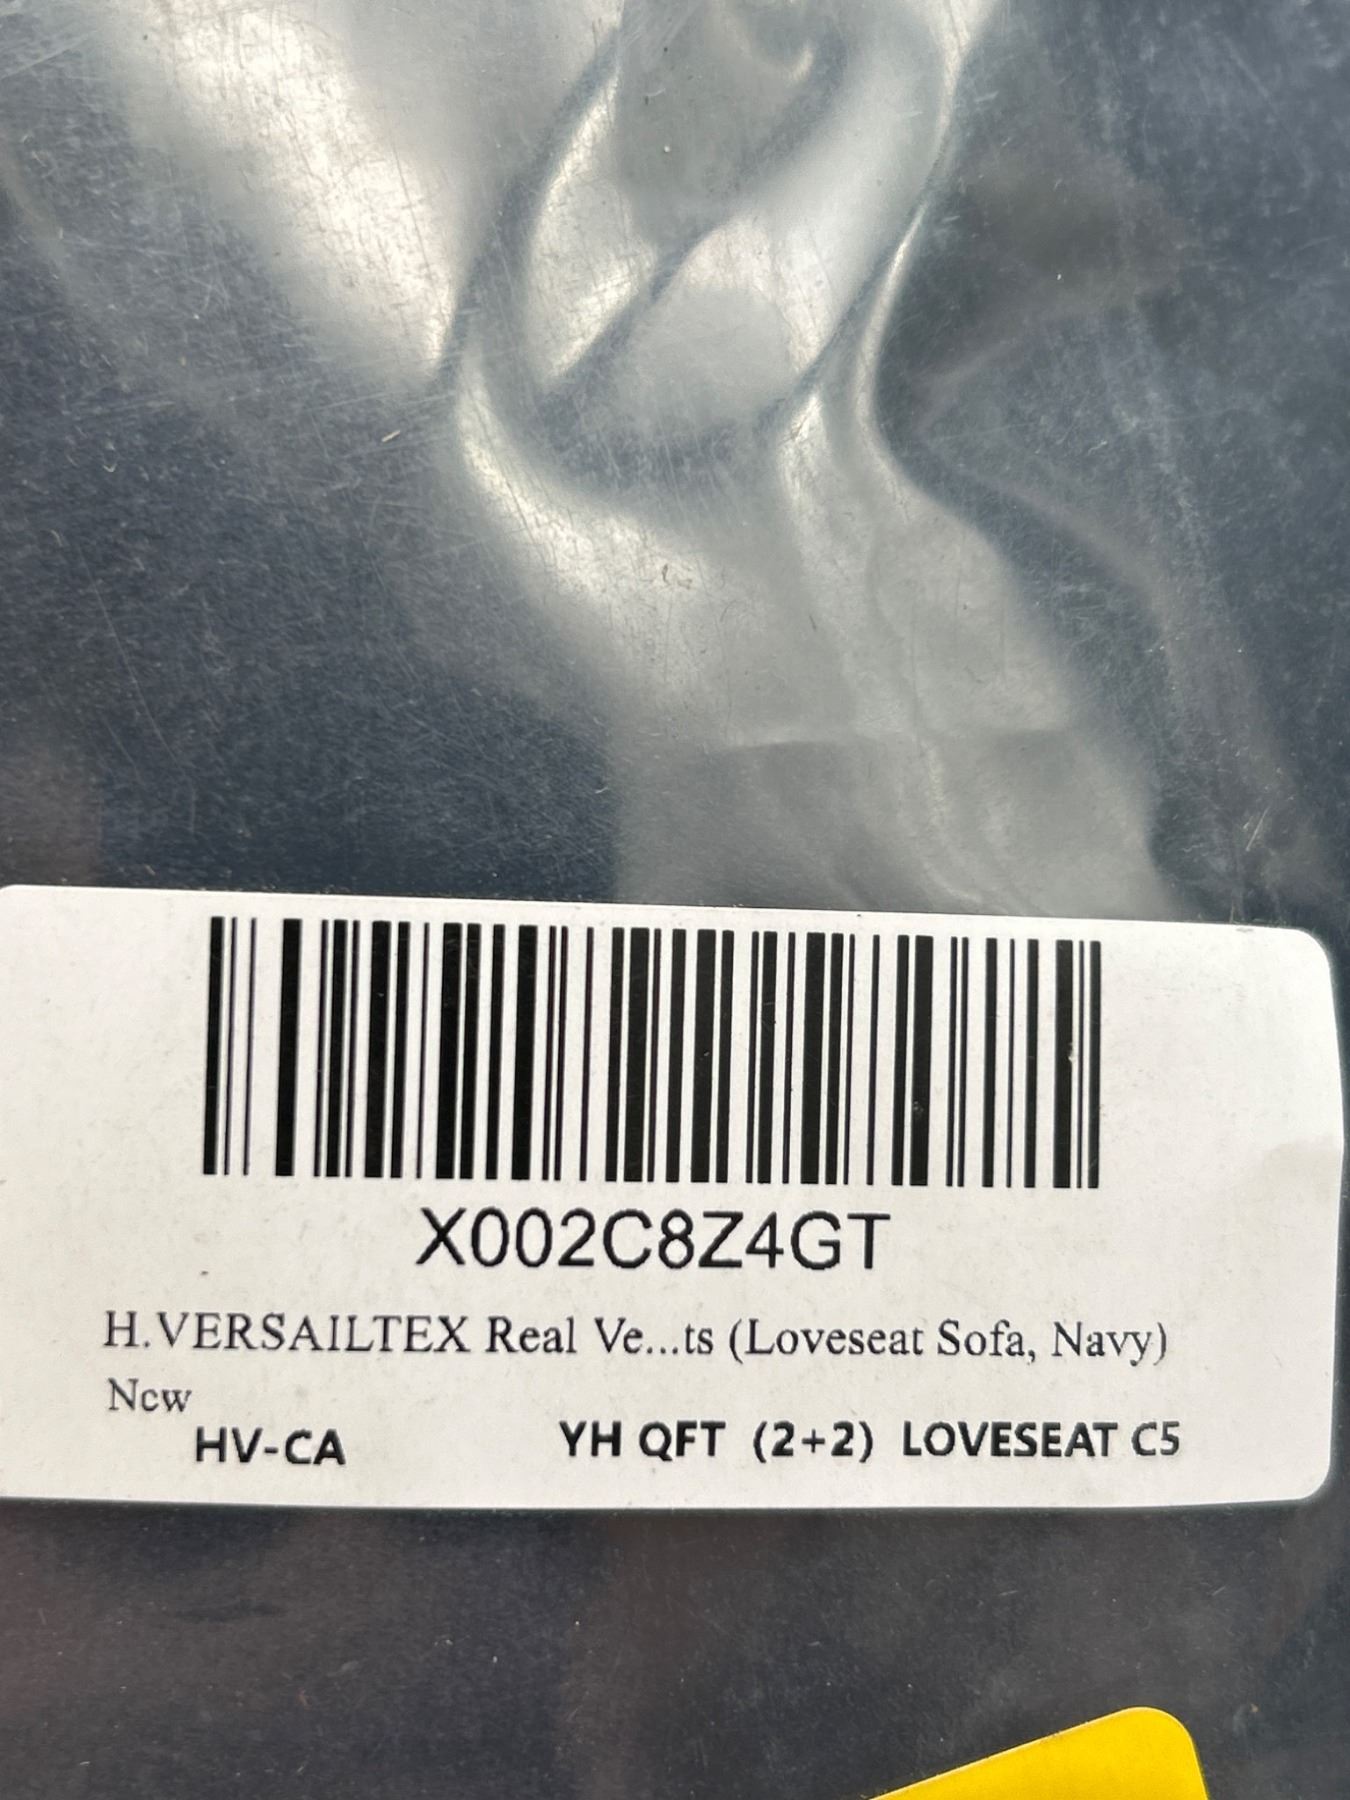 X002C8Z4GT
H.VERSAILTEX Real Ve...ts (Loveseat Sofa, Navy)
New
HV-CA YH QFT (2+2) LOVESEAT C5